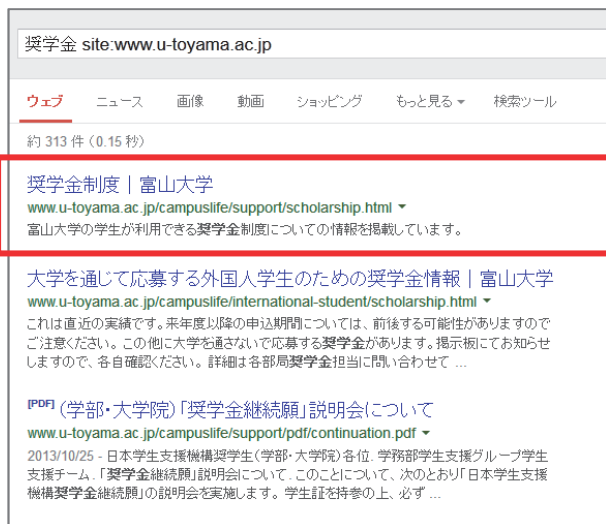 奨学金 site:www.u-toyama.ac.jp
ウェブ ニュース 画像 動画 ショッピング もっと見る 検索ツール
約 313 件 (0.15 秒)
奨学金制度 | 富山大学
www.u-toyama.ac.jp/campuslife/support/scholarship.html
富山大学の学生が利用できる奨学金制度についての情報を掲載しています。
大学を通じて応募する外国人学生のための奨学金情報 | 富山大学
www.u-toyama.ac.jp/campuslife/international-student/scholarship.html
これは直近の実績です。来年度以降の申込期間については、前後する可能性がありますので
ご注意ください。この他に大学を通さないで応募する奨学金があります。掲示板にてお知らせ
しますので、各自確認ください。詳細は各部局奨学金担当に問い合わせて ...
[PDF] (学部・大学院)「奨学金継続願」説明会について
www.u-toyama.ac.jp/campuslife/support/pdf/continuation.pdf
2013/10/25 - 日本学生支援機構奨学生(学部・大学院)各位. 学務部学生支援グループ学生
支援チーム. 「奨学金継続願」説明会について. このことについて、次のとおり「日本学生支援
機構奨学金継続願」の説明会を実施します。学生証を持参の上、必ず ...